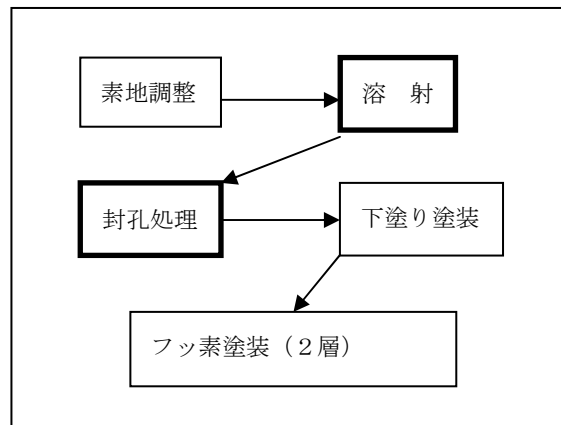 素地調整
溶　射
封孔処理
下塗り塗装
フッ素塗装（２層）